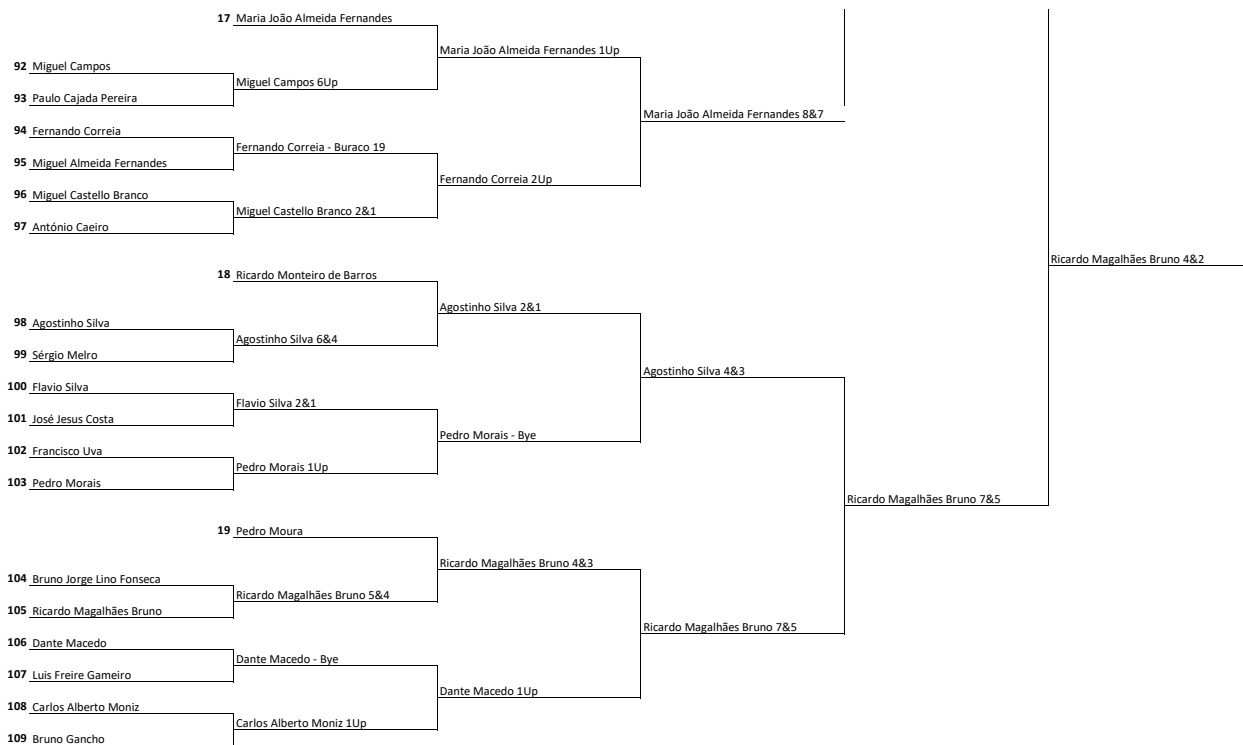 17 Maria João Almeida Fernandes
Maria João Almeida Fernandes 1Up
92 Miguel Campos
Miguel Campos 6Up
93 Paulo Cajada Pereira
Maria João Almeida Fernandes 8&7
94 Fernando Correia
Fernando Correia - Buraco 19
95 Miguel Almeida Fernandes
Fernando Correia 2Up
96 Miguel Castello Branco
Miguel Castello Branco 2&1
97 António Caeiro
Ricardo Magalhães Bruno 4&2
18 Ricardo Monteiro de Barros
Agostinho Silva 2&1
98 Agostinho Silva
Agostinho Silva 6&4
99 Sérgio Melro
Agostinho Silva 4&3
100 Flavio Silva
Flavio Silva 2&1
101 José Jesus Costa
Pedro Morais - Bye
102 Francisco Uva
Pedro Morais 1Up
103 Pedro Morais
Ricardo Magalhães Bruno 7&5
19 Pedro Moura
Ricardo Magalhães Bruno 4&3
104 Bruno Jorge Lino Fonseca
Ricardo Magalhães Bruno 5&4
105 Ricardo Magalhães Bruno
Ricardo Magalhães Bruno 7&5
106 Dante Macedo
Dante Macedo - Bye
107 Luis Freire Gameiro
Dante Macedo 1Up
108 Carlos Alberto Moniz
Carlos Alberto Moniz 1Up
109 Bruno Gancho